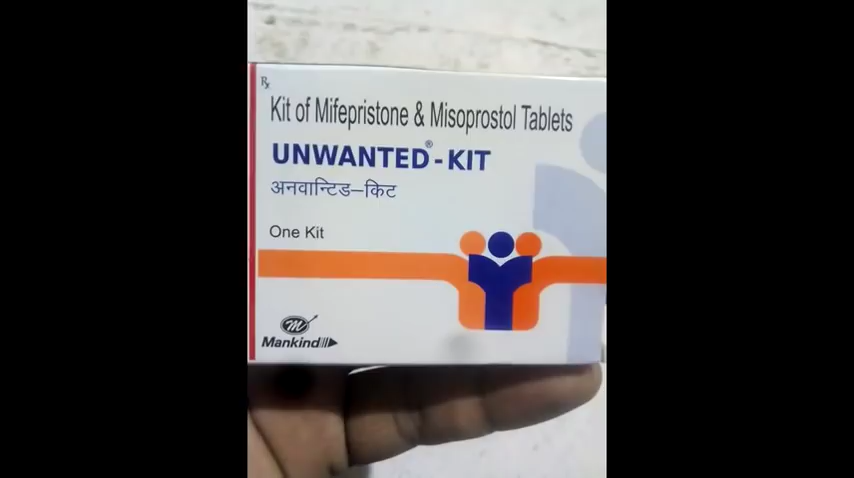 Rx
Kit of Mifepristone & Misoprostol Tablets
UNWANTED®-KIT
अनवान्टिड–किट
One Kit
m
Mankind